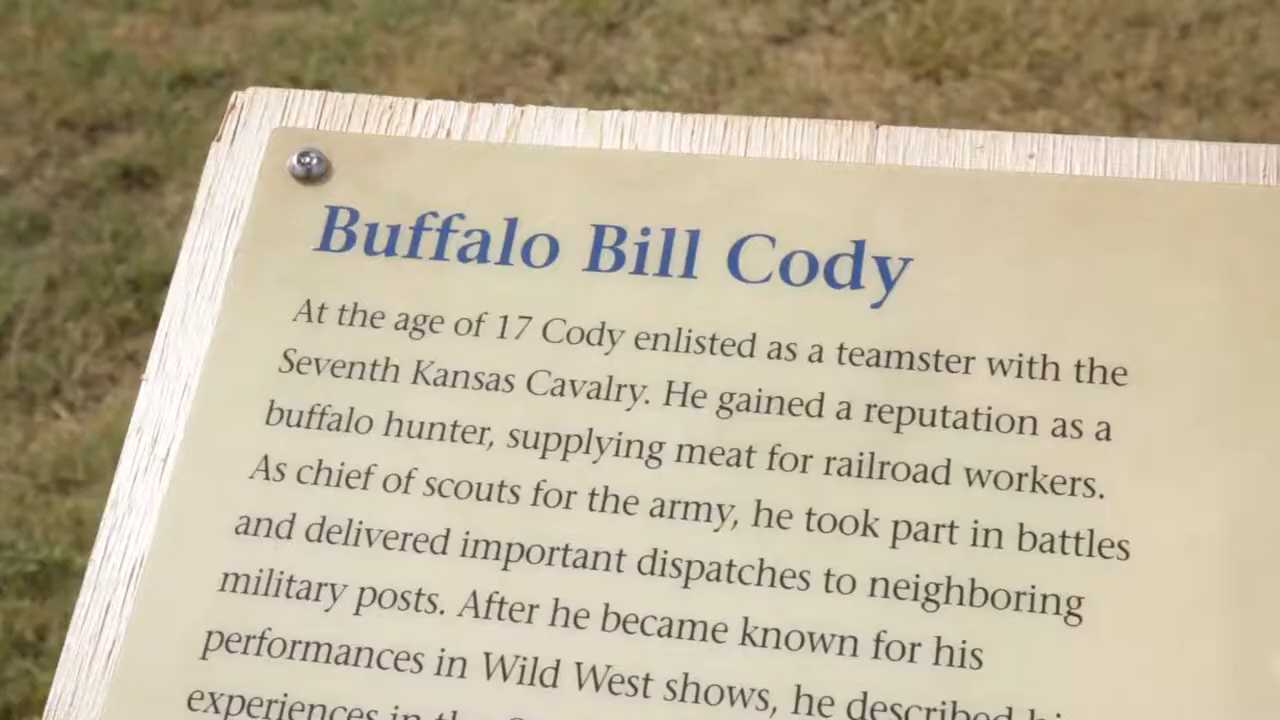 Buffalo Bill Cody
At the age of 17 Cody enlisted as a teamster with the
Seventh Kansas Cavalry. He gained a reputation as a
buffalo hunter, supplying meat for railroad workers.
As chief of scouts for the army, he took part in battles
and delivered important dispatches to neighboring
military posts. After he became known for his
performances in Wild West shows, he described
experiences in